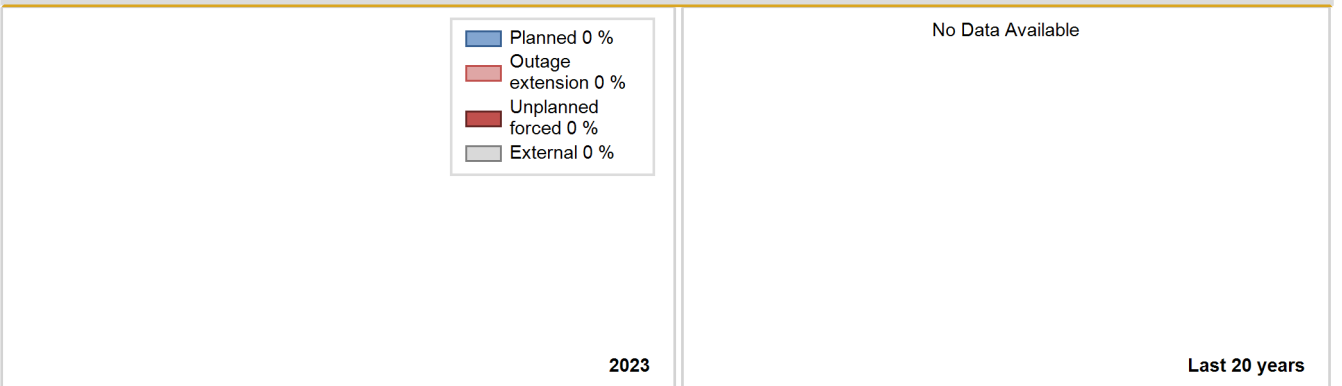 Planned 0 %
Outage
extension 0 %
Unplanned
forced 0 %
External 0 %
2023
No Data Available
Last 20 years